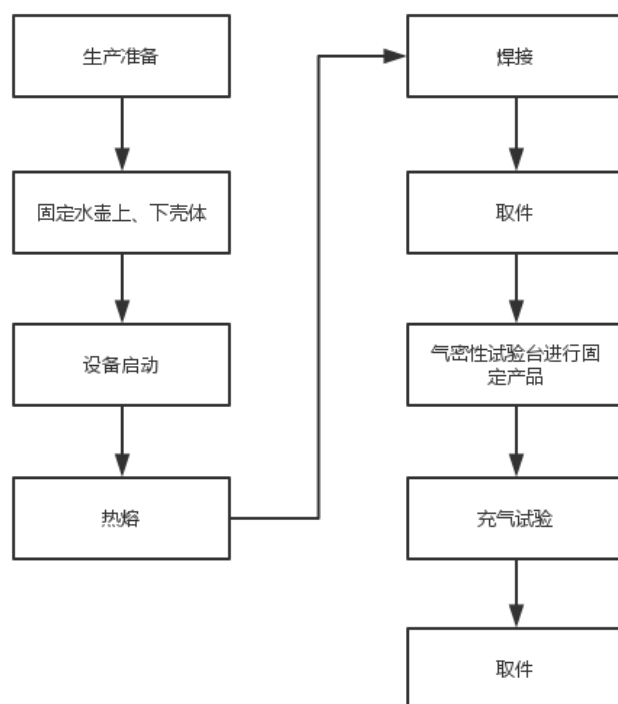 生产准备
固定水壶上、下壳体
设备启动
热熔
焊接
取件
气密性试验台进行固
定产品
充气试验
取件